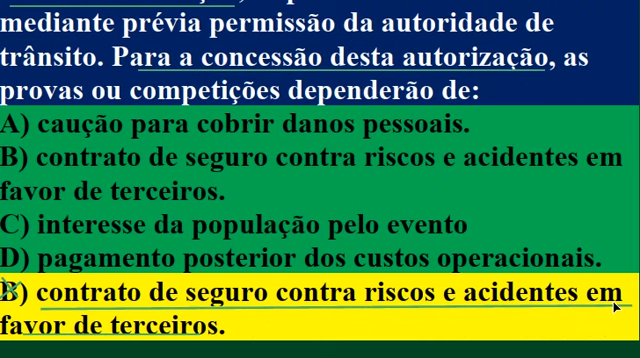 mediante prévia permissão da autoridade de
trânsito. Para a concessão desta autorização, as
provas ou competições dependerão de:
A) caução para cobrir danos pessoais.
B) contrato de seguro contra riscos e acidentes em
favor de terceiros.
C) interesse da população pelo evento
D) pagamento posterior dos custos operacionais.
B) contrato de seguro contra riscos e acidentes em
favor de terceiros.